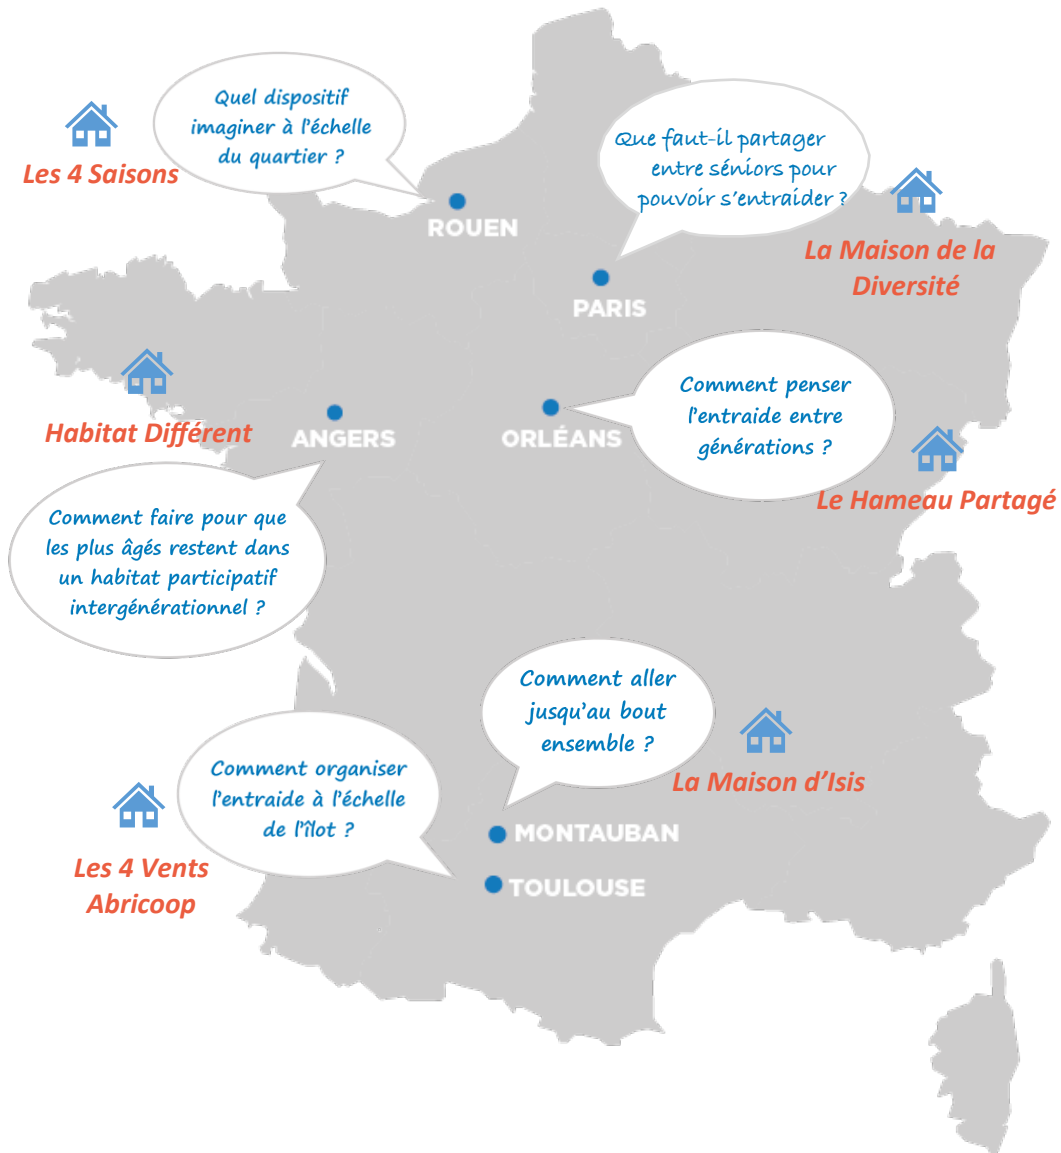 Quel dispositif
imaginer à l'échelle
du quartier ?
Les 4 Saisons
ROUEN
Que faut-il partager
entre séniors pour
pouvoir s'entraider ?
La Maison de la
Diversité
PARIS
Habitat Différent
ANGERS
Comment faire pour que
les plus âgés restent dans
un habitat participatif
intergénérationnel ?
ORLÉANS
Comment penser
l'entraide entre
générations ?
Le Hameau Partagé
Comment aller
jusqu'au bout
ensemble ?
La Maison d'Isis
MONTAUBAN
Comment organiser
l'entraide à l'échelle
de l'îlot ?
Les 4 Vents
Abricoop
TOULOUSE